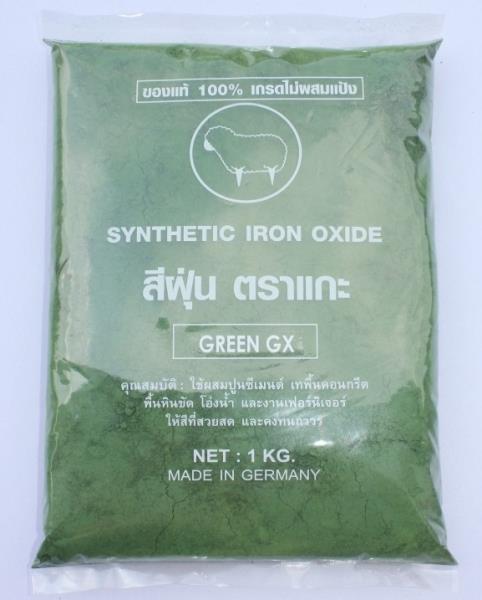 ของแท้ 100% เกรดไม่ผสมแป้ง
SYNTHETIC IRON OXIDE
สีฝุ่น ตราแกะ
GREEN GX
คุณสมบัติ : ใช้ผสมปูนซีเมนต์ เทพื้นคอนกรีต
พื้นหินขัด โอ่งน้ำ และงานเฟอร์นิเจอร์
ให้สีที่สวยสด และคงทนถาวร
NET : 1 KG.
MADE IN GERMANY